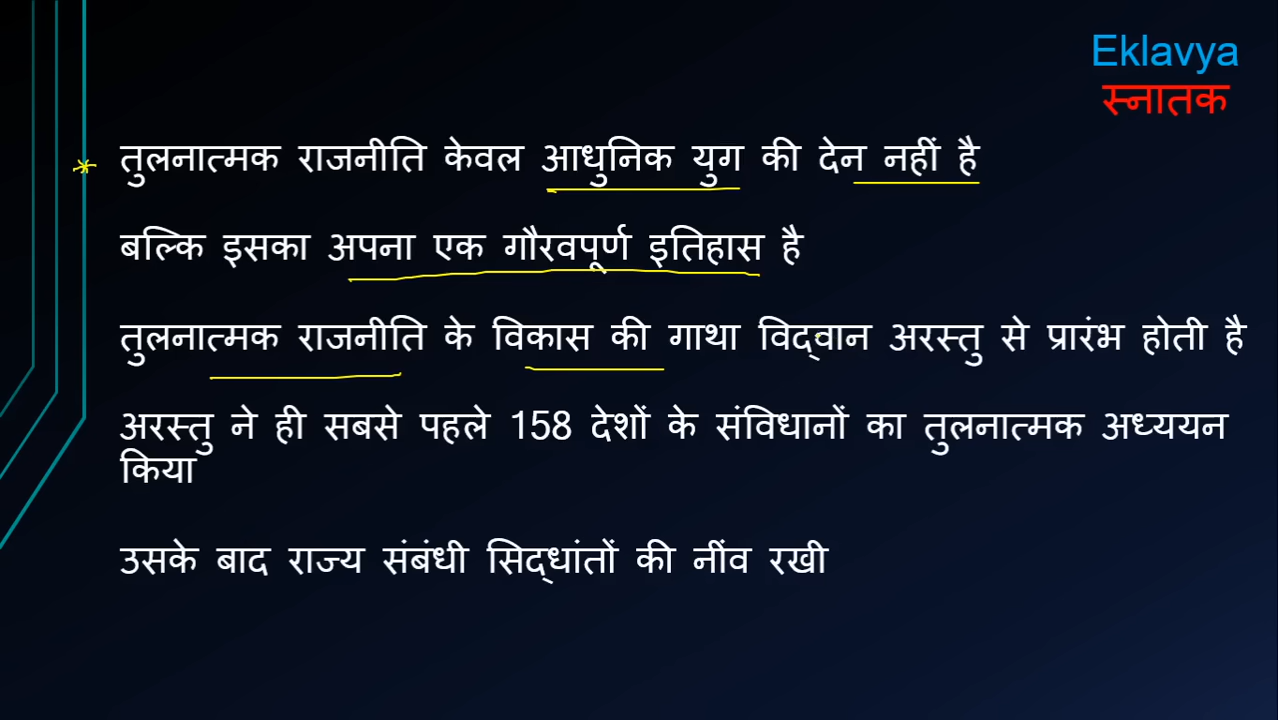 Eklavya
स्नातक
तुलनात्मक राजनीति केवल आधुनिक युग की देन नहीं है
बल्कि इसका अपना एक गौरवपूर्ण इतिहास है
तुलनात्मक राजनीति के विकास की गाथा विद्वान अरस्तु से प्रारंभ होती है
अरस्तु ने ही सबसे पहले 158 देशों के संविधानों का तुलनात्मक अध्ययन
किया
उसके बाद राज्य संबंधी सिद्धांतों की नींव रखी